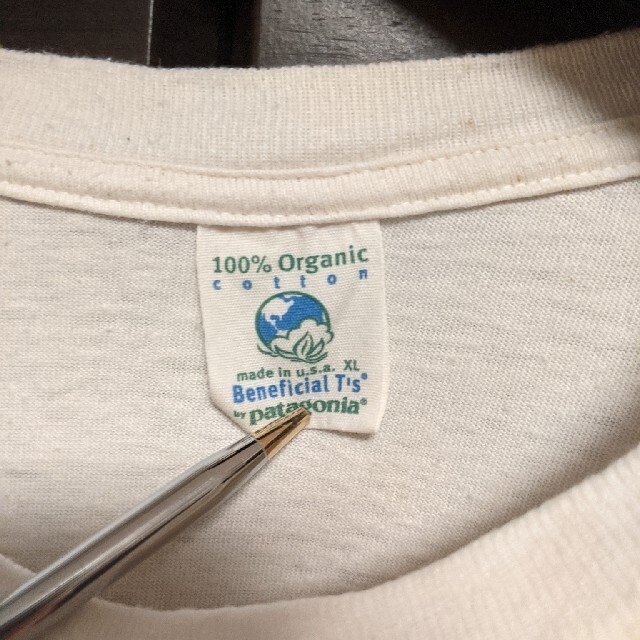 100% Organic
cotton
made in u.s.a. XL
Beneficial T's®
by patagonia®